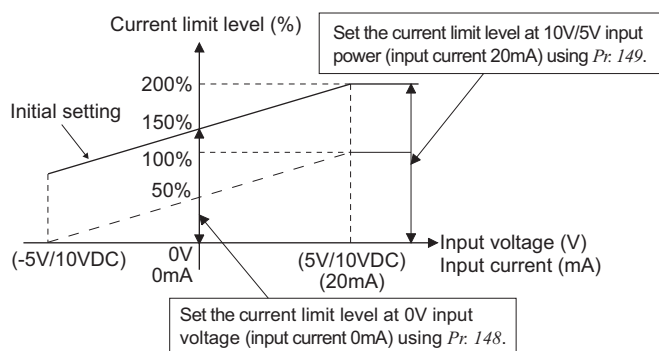 Current limit level (%)
Set the current limit level at 10V/5V input
power (input current 20mA) using Pr. 149.
200%
Initial setting
150%
100%
50%
(-5V/10VDC)
0V
0mA
(5V/10VDC)
(20mA)
Input voltage (V)
Input current (mA)
Set the current limit level at 0V input
voltage (input current 0mA) using Pr. 148.